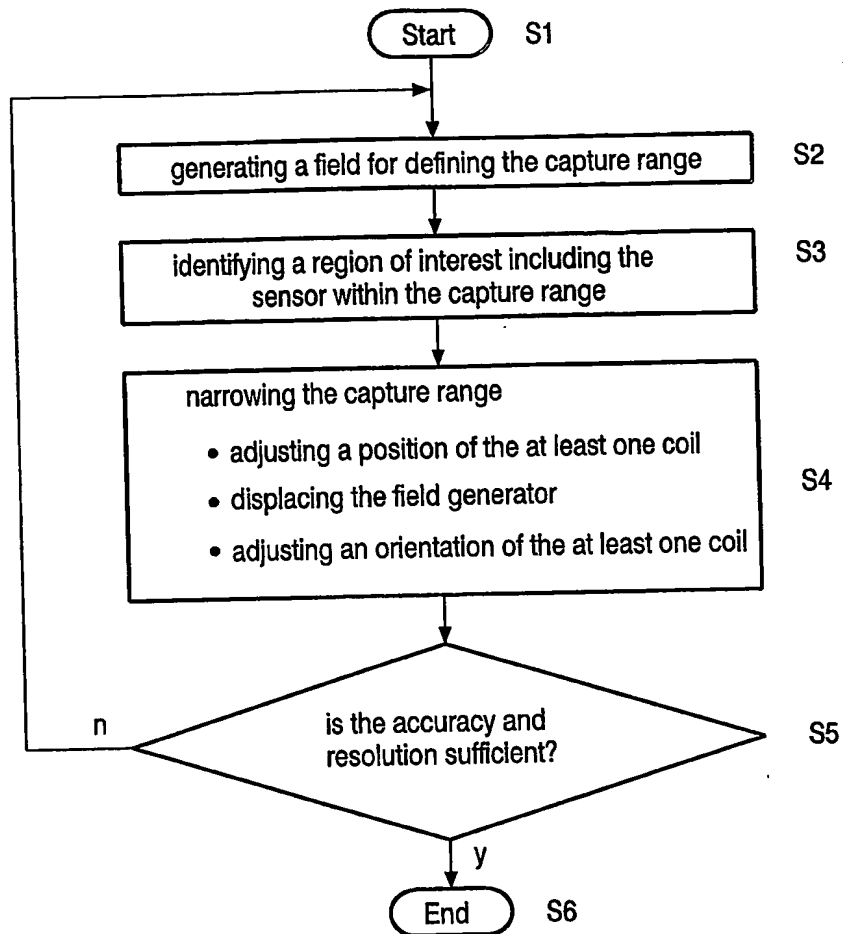 Start
S1
generating a field for defining the capture range
S2
identifying a region of interest including the
sensor within the capture range
S3
narrowing the capture range
• adjusting a position of the at least one coil
• displacing the field generator
• adjusting an orientation of the at least one coil
S4
is the accuracy and
resolution sufficient?
S5
n
y
End
S6